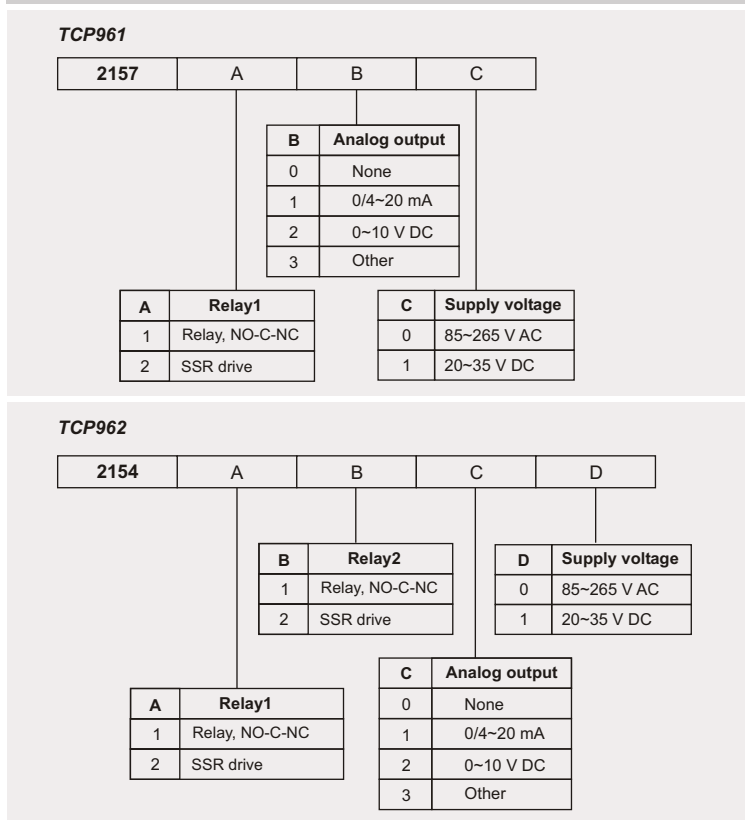 TCP961
2157 A B C
B Analog output
0 None
1 0/4~20 mA
2 0~10 V DC
3 Other
A Relay1
1 Relay, NO-C-NC
2 SSR drive
C Supply voltage
0 85~265 V AC
1 20~35 V DC
TCP962
2154 A B C D
B Relay2
1 Relay, NO-C-NC
2 SSR drive
D Supply voltage
0 85~265 V AC
1 20~35 V DC
A Relay1
1 Relay, NO-C-NC
2 SSR drive
C Analog output
0 None
1 0/4~20 mA
2 0~10 V DC
3 Other